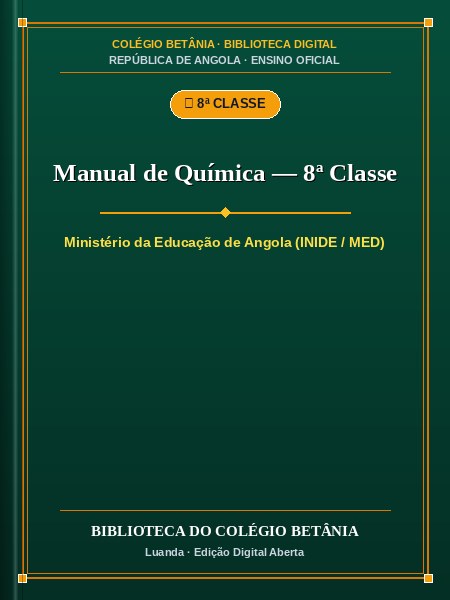 COLÉGIO BETÂNIA · BIBLIOTECA DIGITAL
REPÚBLICA DE ANGOLA · ENSINO OFICIAL
8ª CLASSE
Manual de Química — 8ª Classe
Ministério da Educação de Angola (INIDE / MED)
BIBLIOTECA DO COLÉGIO BETÂNIA
Luanda · Edição Digital Aberta